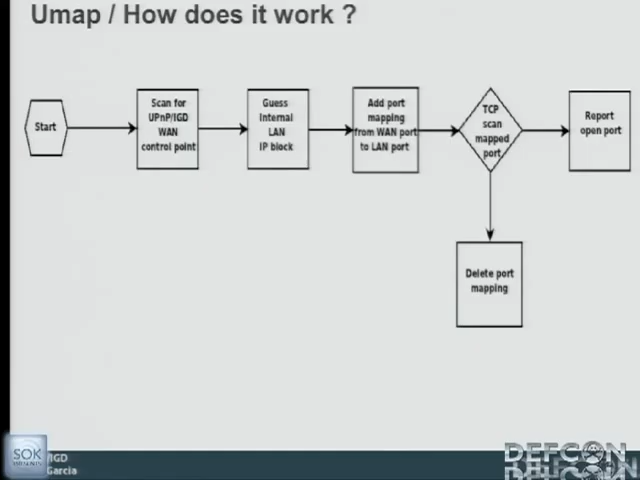 Umap / How does it work ?
Start
Scan for
UPnP/IGD
WAN
control point
Guess
Internal
LAN
IP block
Add port
mapping
from WAN port
to LAN port
TCP
scan
mapped
port
Report
open port
Delete port
mapping
SOK
IGD
Garcia
DEFCON
DEFCON